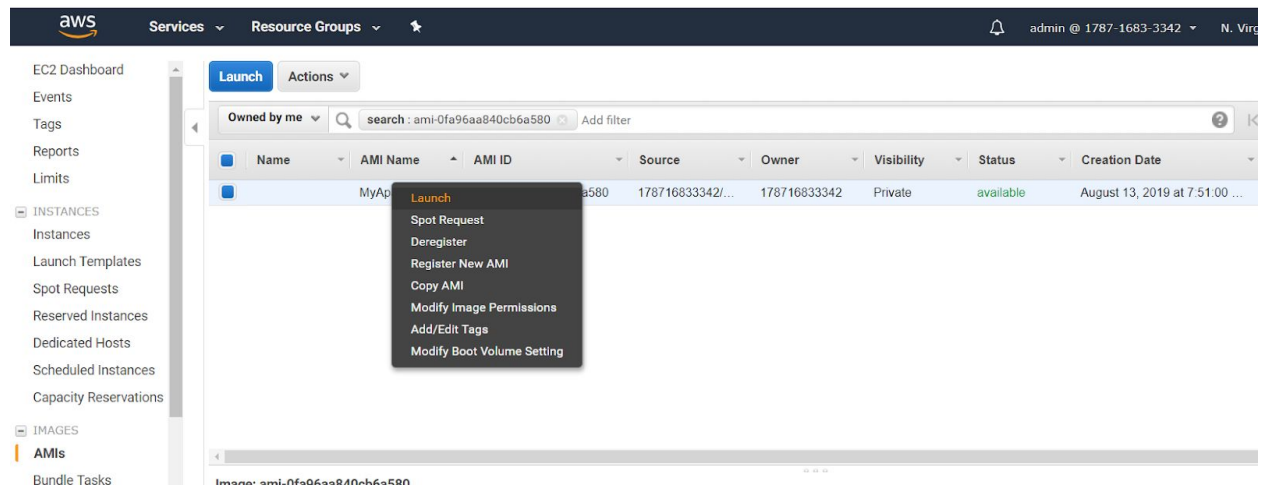 aws Services Resource Groups admin @ 1787-1683-3342 N. Virg
EC2 Dashboard
Events
Tags
Reports
Limits
INSTANCES
Instances
Launch Templates
Spot Requests
Reserved Instances
Dedicated Hosts
Scheduled Instances
Capacity Reservations
IMAGES
AMIs
Bundle Tasks
Launch Actions
Owned by me search : ami-0fa96aa840cb6a580 Add filter
Name AMI Name AMI ID Source Owner Visibility Status Creation Date
MyAp a580 178716833342/... 178716833342 Private available August 13, 2019 at 7:51:00 ...
Launch
Spot Request
Deregister
Register New AMI
Copy AMI
Modify Image Permissions
Add/Edit Tags
Modify Boot Volume Setting
Image: ami-0fa96aa840cb6a580